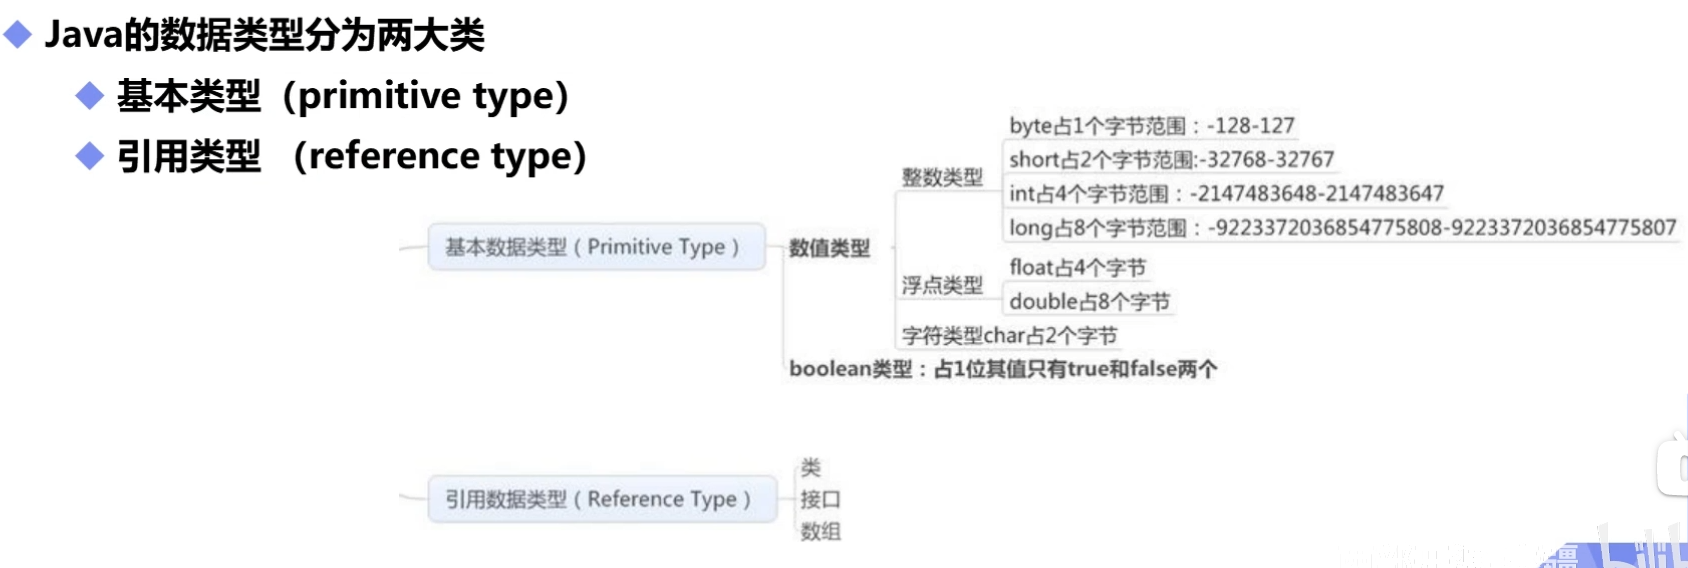 Java的数据类型分为两大类
基本类型（primitive type）
引用类型 （reference type）
byte占1个字节范围：-128-127
short占2个字节范围:-32768-32767
整数类型
int占4个字节范围：-2147483648-2147483647
long占8个字节范围：-9223372036854775808-9223372036854775807
基本数据类型（Primitive Type）
数值类型
float占4个字节
浮点类型
double占8个字节
字符类型char占2个字节
boolean类型：占1位其值只有true和false两个
类
引用数据类型（Reference Type）
接口
数组